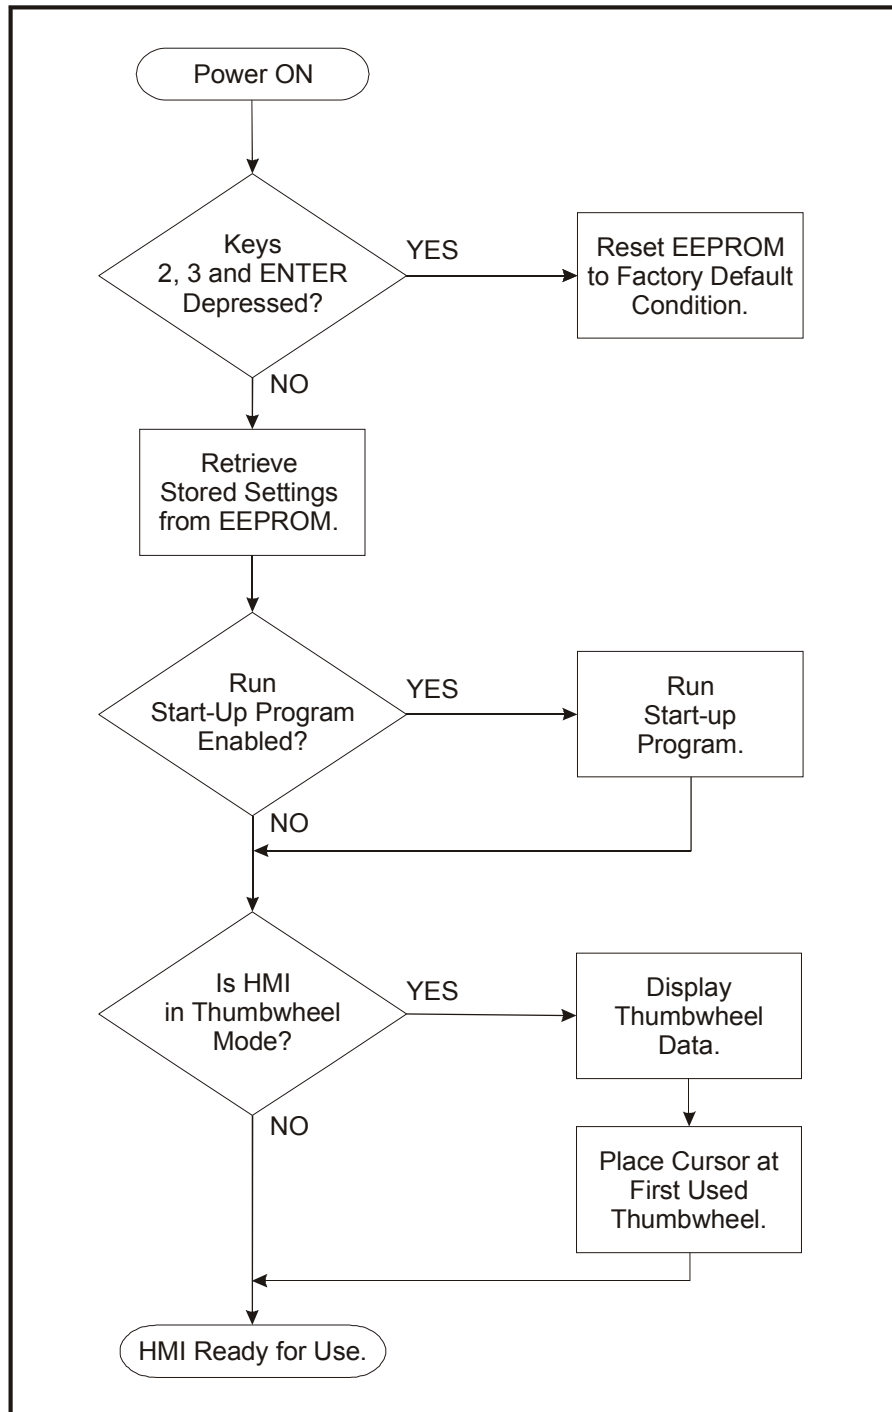 Power ON
Keys
2, 3 and ENTER
Depressed?
YES
Reset EEPROM
to Factory Default
Condition.
NO
Retrieve
Stored Settings
from EEPROM.
Run
Start-Up Program
Enabled?
YES
Run
Start-up
Program.
NO
Is HMI
in Thumbwheel
Mode?
YES
Display
Thumbwheel
Data.
NO
Place Cursor at
First Used
Thumbwheel.
HMI Ready for Use.